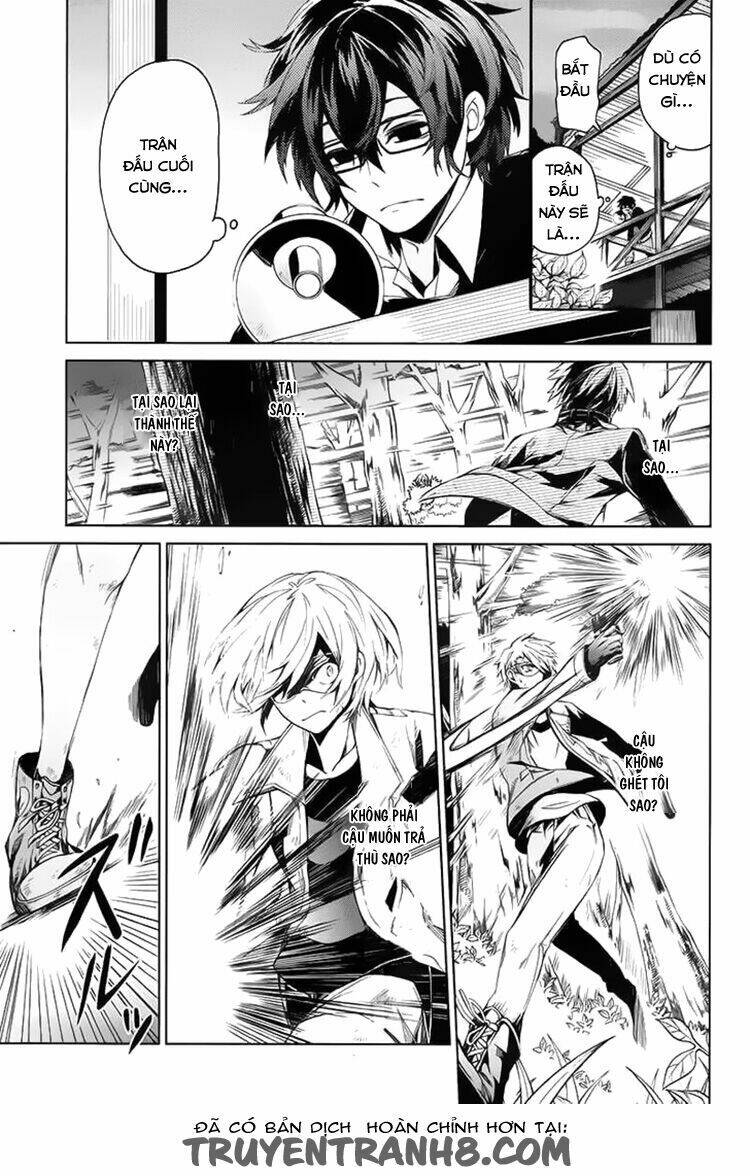 DÙ CÓ
CHUYỆN
GÌ...
BẮT
ĐẦU
TRẬN
ĐẤU
NÀY SẼ
LÀ...
TRẬN
ĐẤU CUỐI
CÙNG...
TẠI
SAO...
TẠI
SAO...
TẠI SAO LẠI
THÀNH THẾ
NÀY?
CẬU
KHÔNG
GHÉT TÔI
SAO?
KHÔNG PHẢI
CẬU MUỐN TRẢ
THÙ SAO?
ズルッ
ĐÃ CÓ BẢN DỊCH HOÀN CHỈNH HƠN TẠI:
TRUYENTRANH8.COM